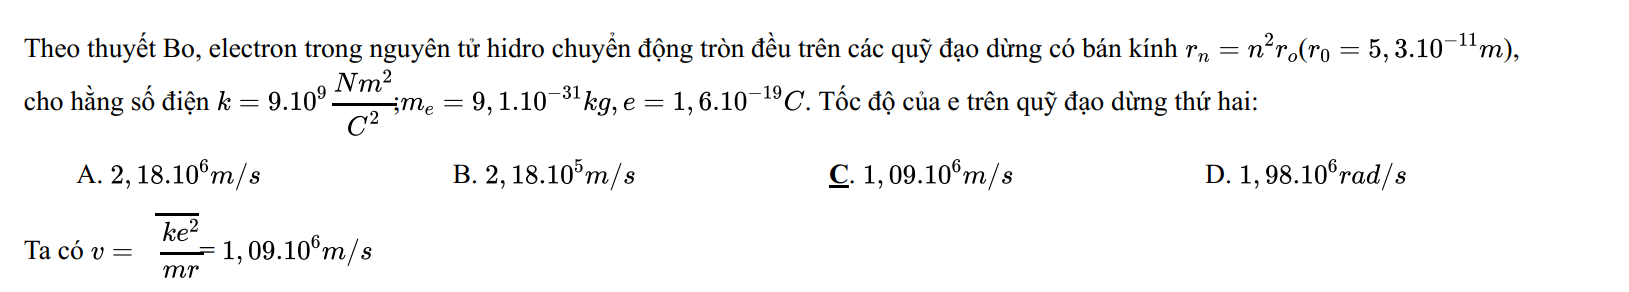 Theo thuyết Bo, electron trong nguyên tử hidro chuyển động tròn đều trên các quỹ đạo dừng có bán kính $r_n = n^2 r_o (r_0 = 5,3.10^{-11} m)$,
cho hằng số điện $k = 9.10^9 \frac{Nm^2}{C^2}; m_e = 9,1.10^{-31} kg, e = 1,6.10^{-19} C$. Tốc độ của e trên quỹ đạo dừng thứ hai:
A. $2,18.10^6 m/s$ B. $2,18.10^5 m/s$ C. $1,09.10^6 m/s$ D. $1,98.10^6 rad/s$
Ta có $v = \overline{\frac{ke^2}{mr}} = 1,09.10^6 m/s$